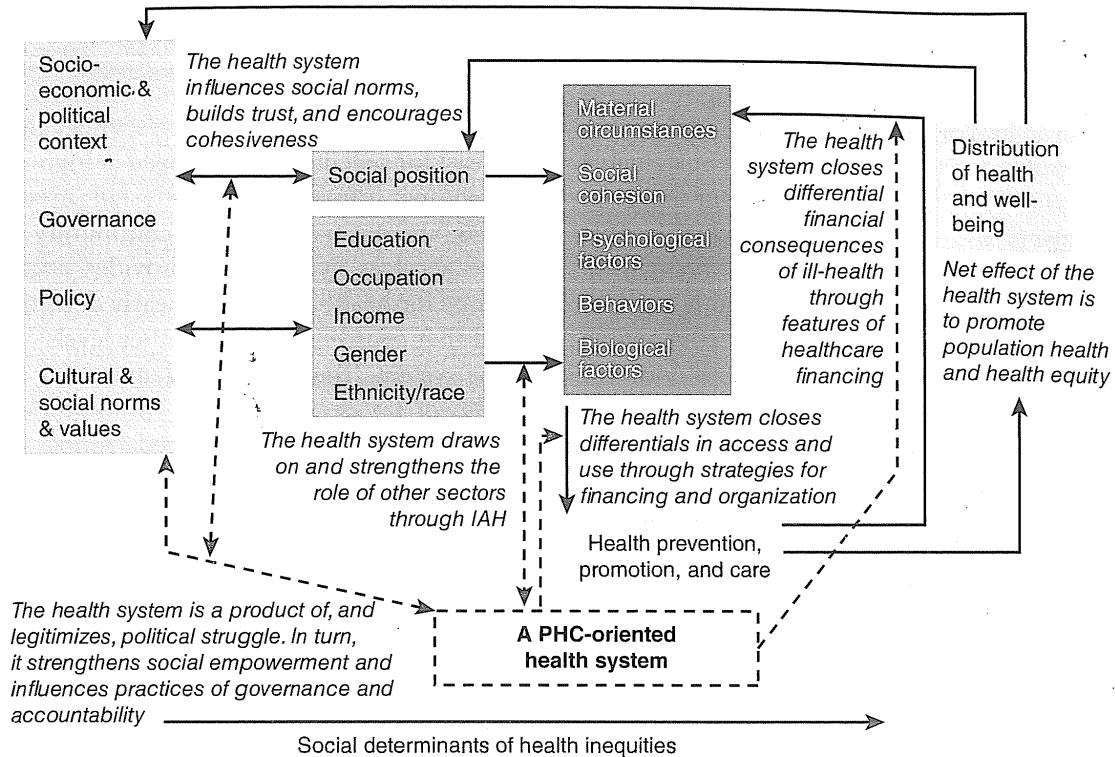 Socio-
economic &
political
context
Governance
Policy
Cultural &
social norms
& values
The health system
influences social norms,
builds trust, and encourages
cohesiveness
Social position
Education
Occupation
Income
Gender
Ethnicity/race
The health system draws
on and strengthens the
role of other sectors
through IAH
Material
circumstances
Social
cohesion
Psychological
factors
Behaviors
Biological
factors
The health
system closes
differential
financial
consequences
of ill-health
through
features of
healthcare
financing
Distribution
of health
and well-
being
Net effect of the
health system is
to promote
population health
and health equity
The health system closes
differentials in access and
use through strategies for
financing and organization
Health prevention,
promotion, and care
A PHC-oriented
health system
The health system is a product of, and
legitimizes, political struggle. In turn,
it strengthens social empowerment and
influences practices of governance and
accountability
Social determinants of health inequities